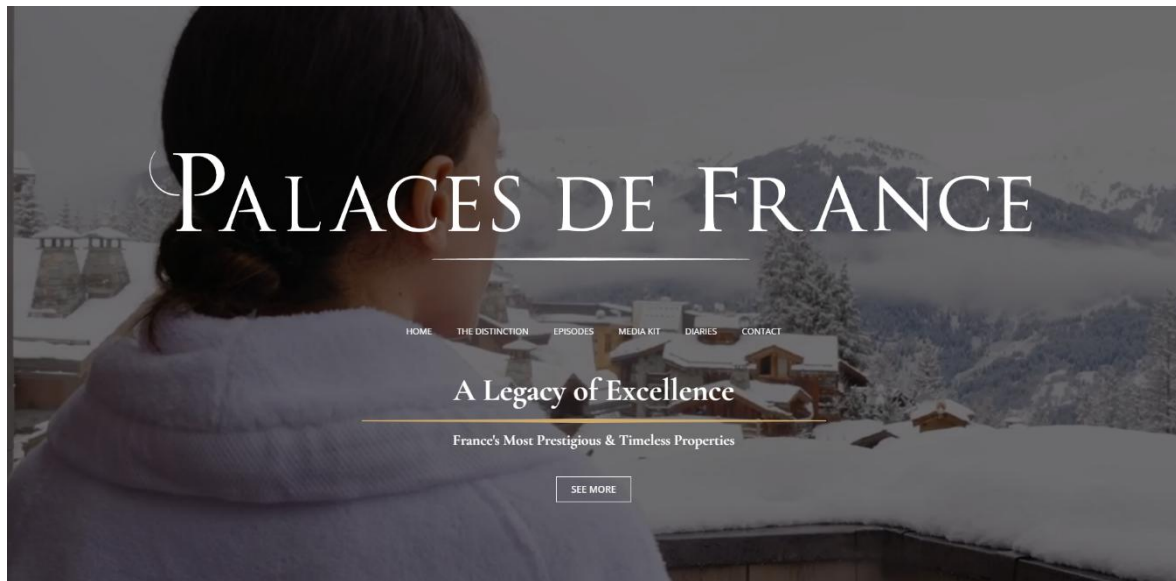 PALACES DE FRANCE
HOME THE DISTINCTION EPISODES MEDIA KIT DIARIES CONTACT
A Legacy of Excellence
France's Most Prestigious & Timeless Properties
SEE MORE